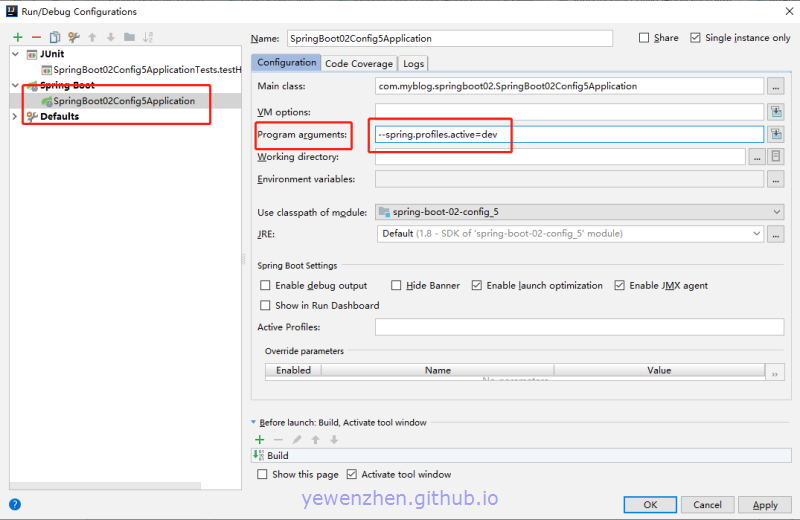 Run/Debug Configurations
JUnit
SpringBoot02Config5ApplicationTests.testH
Spring Boot
SpringBoot02Config5Application
Defaults
Name: SpringBoot02Config5Application Share Single instance only
Configuration Code Coverage Logs
Main class: com.myblog.springboot02.SpringBoot02Config5Application ...
VM options:
Program arguments: --spring.profiles.active=dev
Working directory: ...
Environment variables: ...
Use classpath of module: spring-boot-02-config_5
JRE: Default (1.8 - SDK of 'spring-boot-02-config_5' module) ...
Spring Boot Settings
Enable debug output Hide Banner Enable launch optimization Enable JMX agent
Show in Run Dashboard
Active Profiles:
Override parameters
Enabled Name Value
No parameters
Before launch: Build, Activate tool window
Build
Show this page Activate tool window
yewenzhen.github.io
OK Cancel Apply